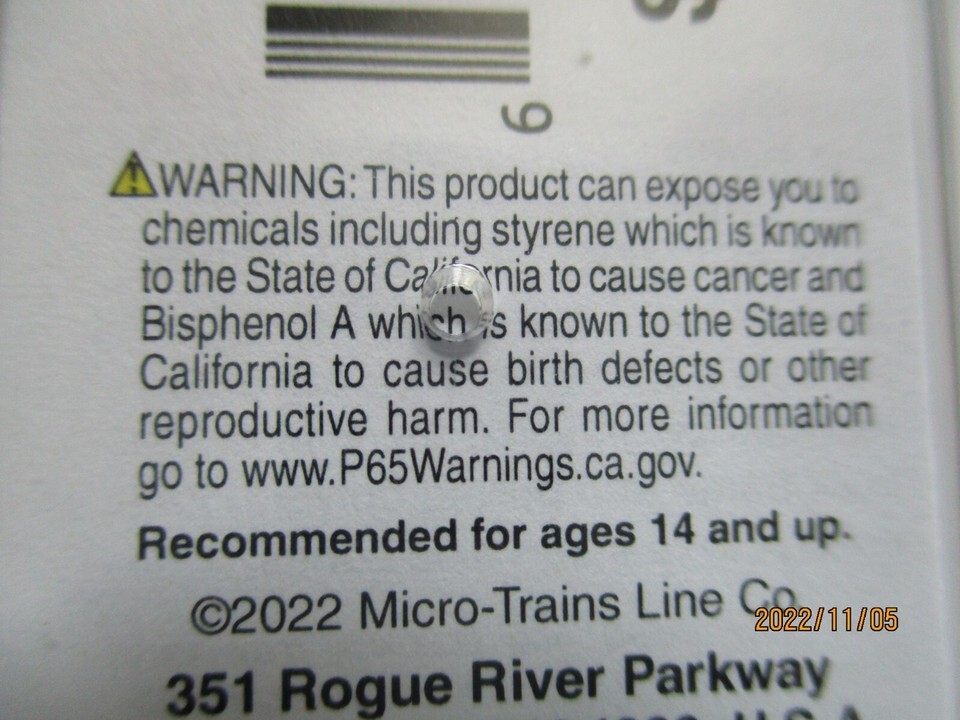 6
WARNING: This product can expose you to
chemicals including styrene which is known
to the State of California to cause cancer and
Bisphenol A which is known to the State of
California to cause birth defects or other
reproductive harm. For more information
go to www.P65Warnings.ca.gov.
Recommended for ages 14 and up.
©2022 Micro-Trains Line Co.
2022/11/05
351 Rogue River Parkway
U.S.A.